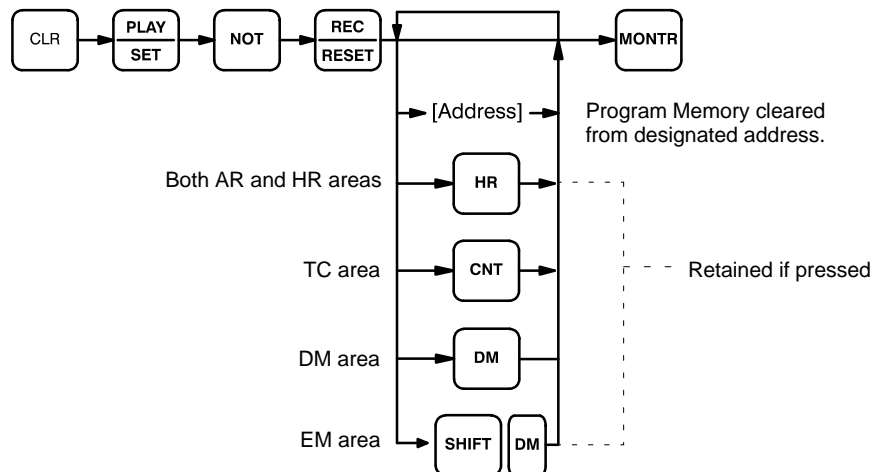 CLR
PLAY
SET
NOT
REC
RESET
MONTR
[Address]
Program Memory cleared
from designated address.
Both AR and HR areas
HR
TC area
CNT
Retained if pressed
DM area
DM
EM area
SHIFT
DM